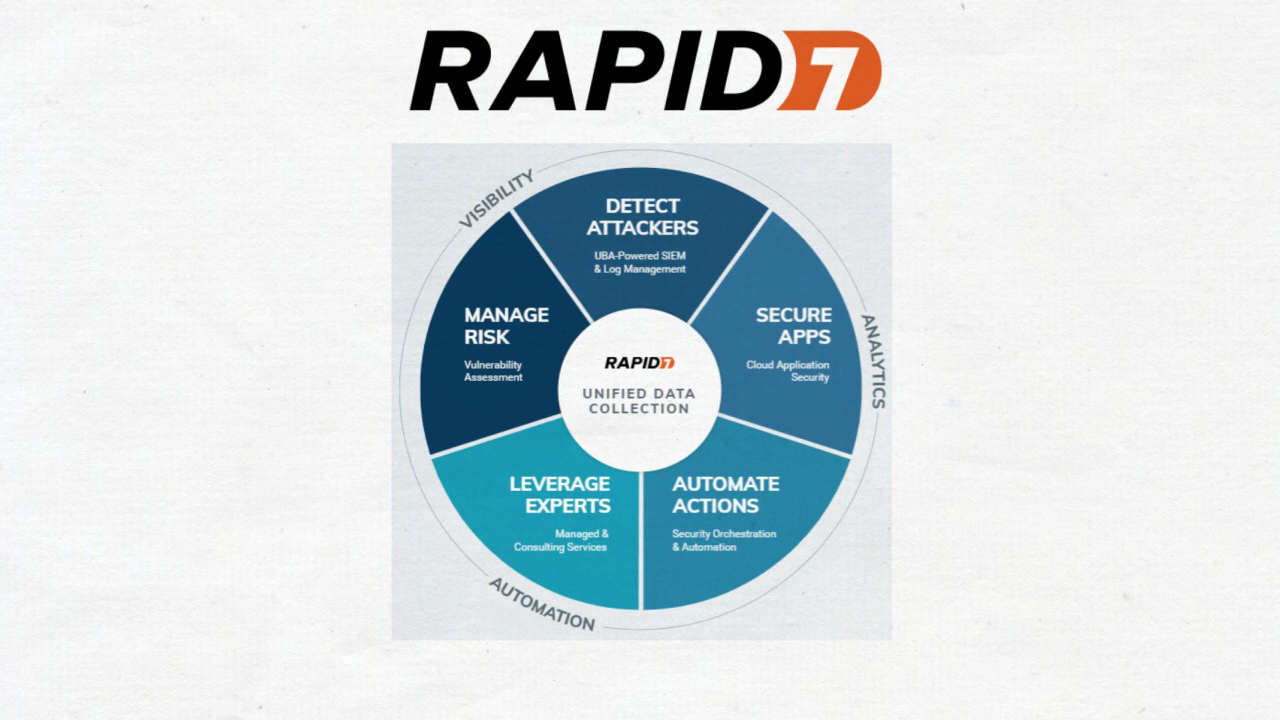 RAPID7
VISIBILITY
DETECT
ATTACKERS
UBA-Powered SIEM
& Log Management
MANAGE
RISK
Vulnerability
Assessment
SECURE
APPS
Cloud Application
Security
ANALYTICS
RAPID7
UNIFIED DATA
COLLECTION
LEVERAGE
EXPERTS
Managed &
Consulting Services
AUTOMATE
ACTIONS
Security Orchestration
& Automation
AUTOMATION